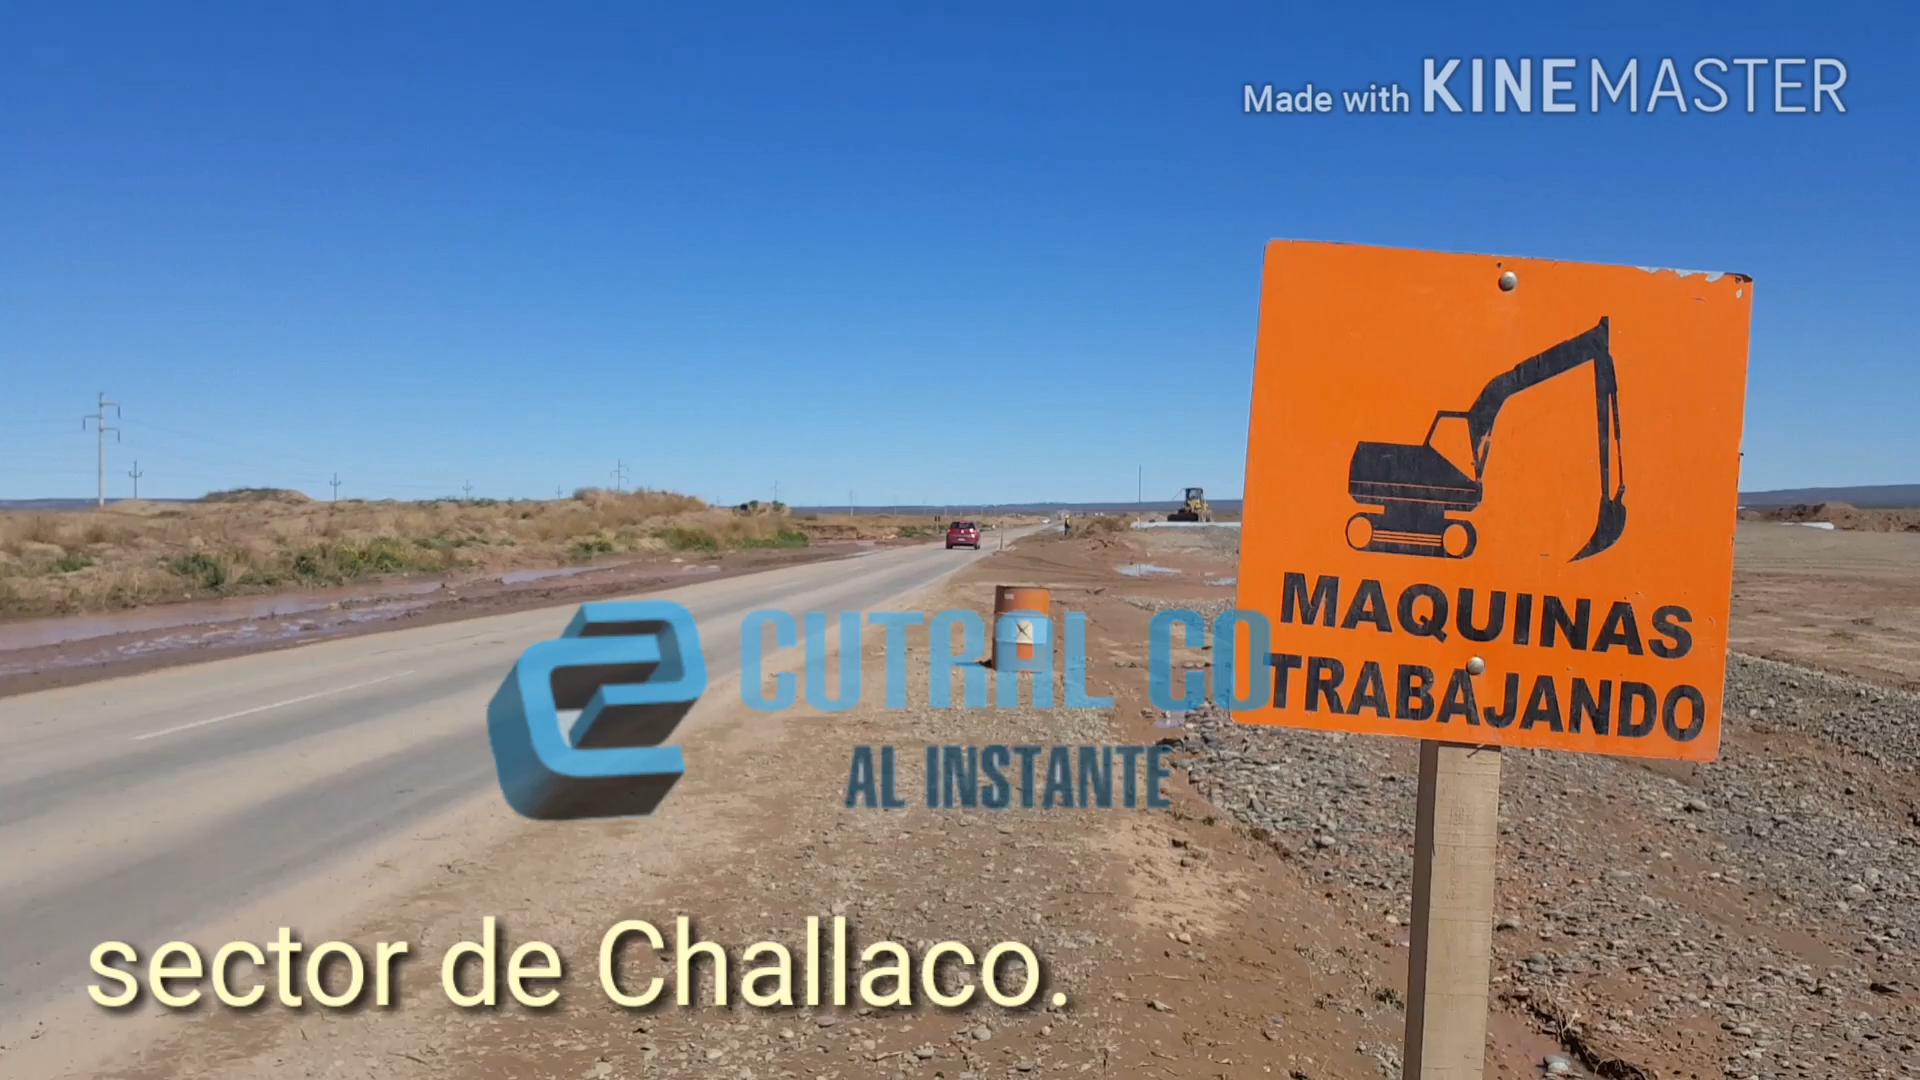 Made with KINEMASTER
MAQUINAS
TRABAJANDO
CUTRAL CO
AL INSTANTE
sector de Challaco.